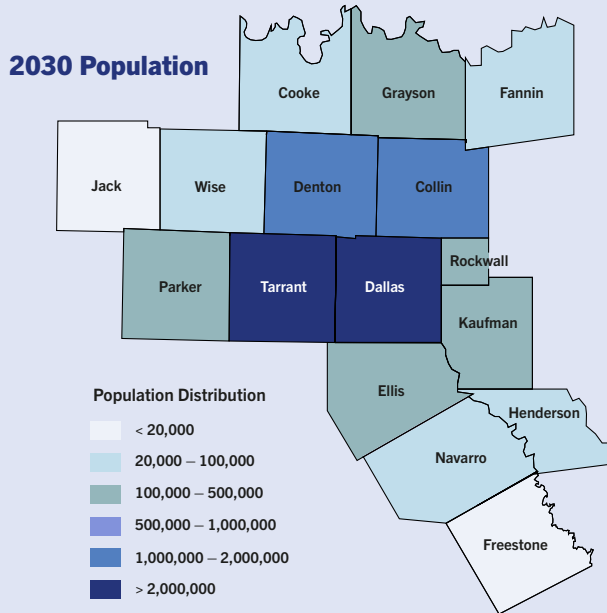 2030 Population
Cooke
Grayson
Fannin
Jack
Wise
Denton
Collin
Rockwall
Parker
Tarrant
Dallas
Kaufman
Ellis
Henderson
Navarro
Freestone
Population Distribution
< 20,000
20,000 – 100,000
100,000 – 500,000
500,000 – 1,000,000
1,000,000 – 2,000,000
> 2,000,000